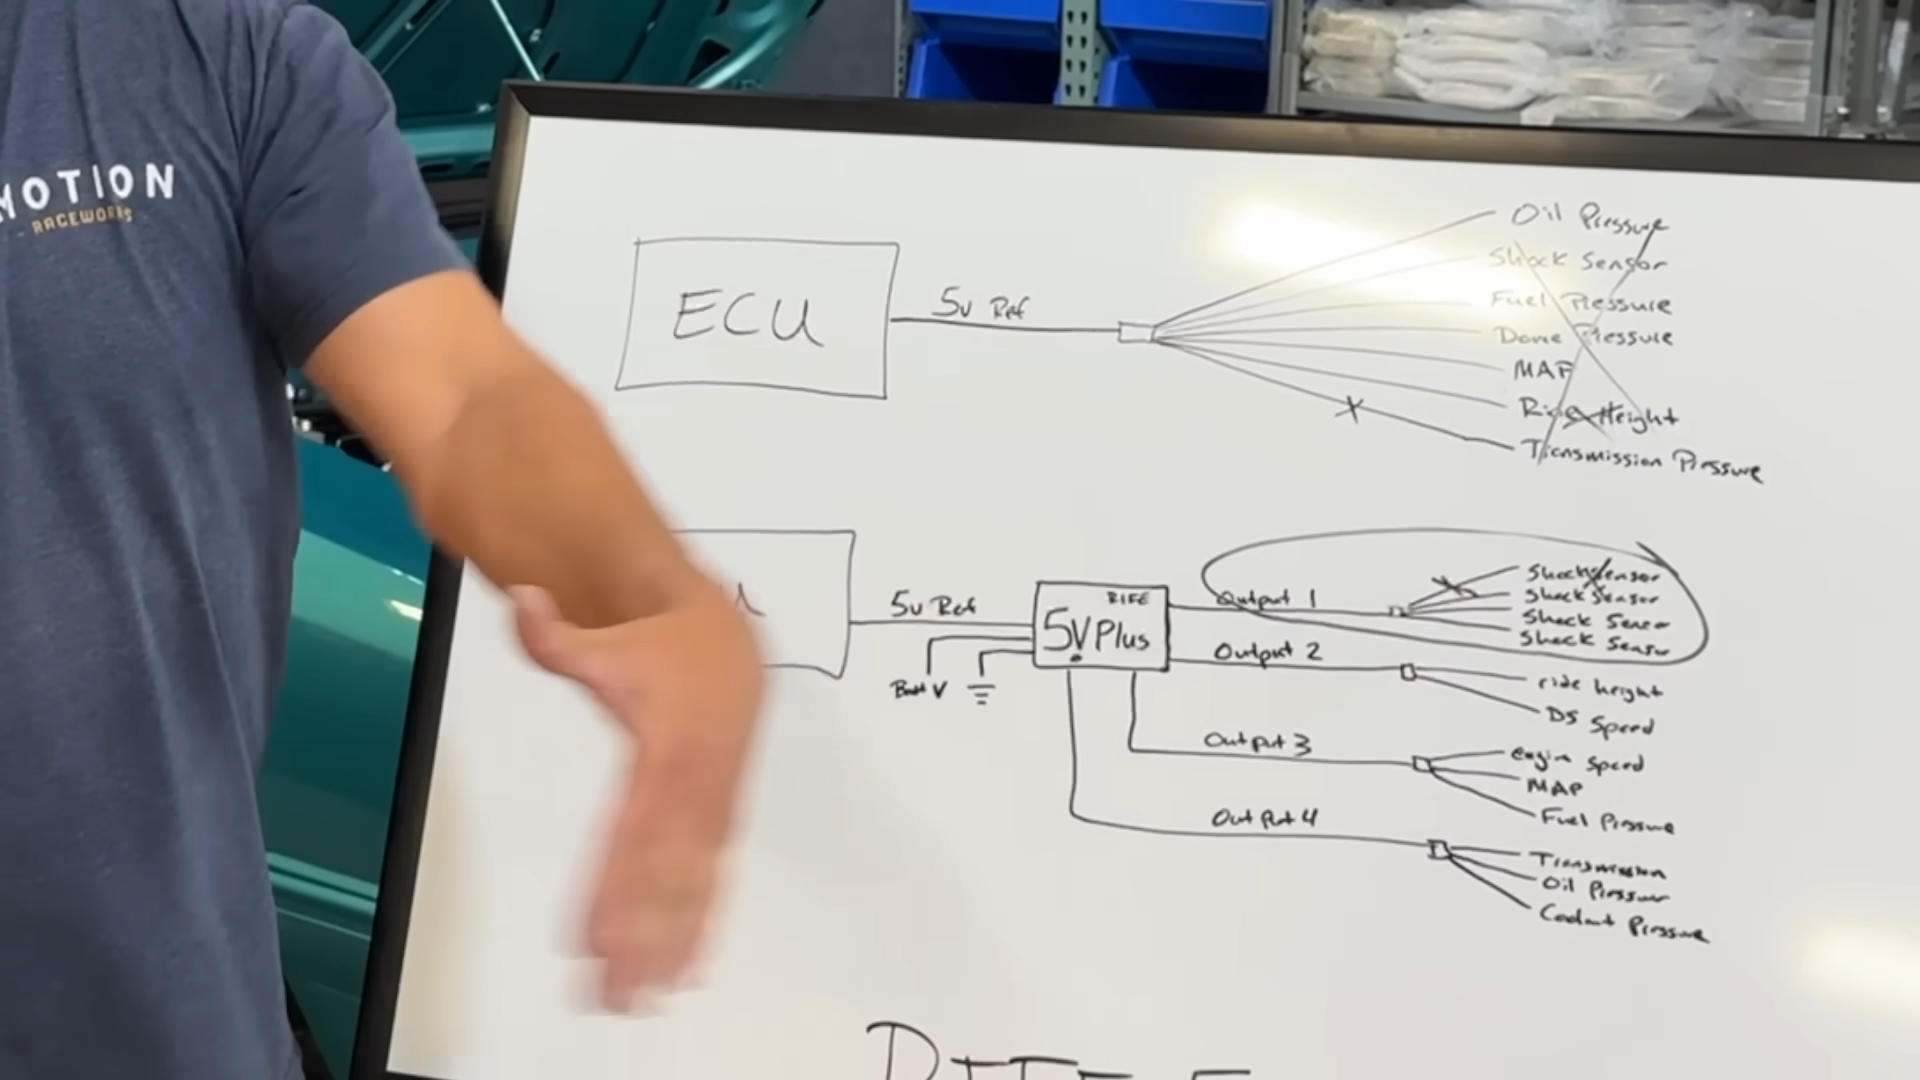 MOTION
RACEWORKS
ECU
5v Ref
Oil Pressure
Shock Sensor
Fuel Pressure
Dome Pressure
MAP
Ride Height
Transmission Pressure
5v Ref
Batt V
RIFE
5V Plus
Output 1
Shock Sensor
Shock Sensor
Shock Sensor
Shock Sensor
Output 2
ride height
DS Speed
Output 3
engin Speed
MAP
Fuel Pressure
Output 4
Transmission
Oil Pressure
Coolant Pressure